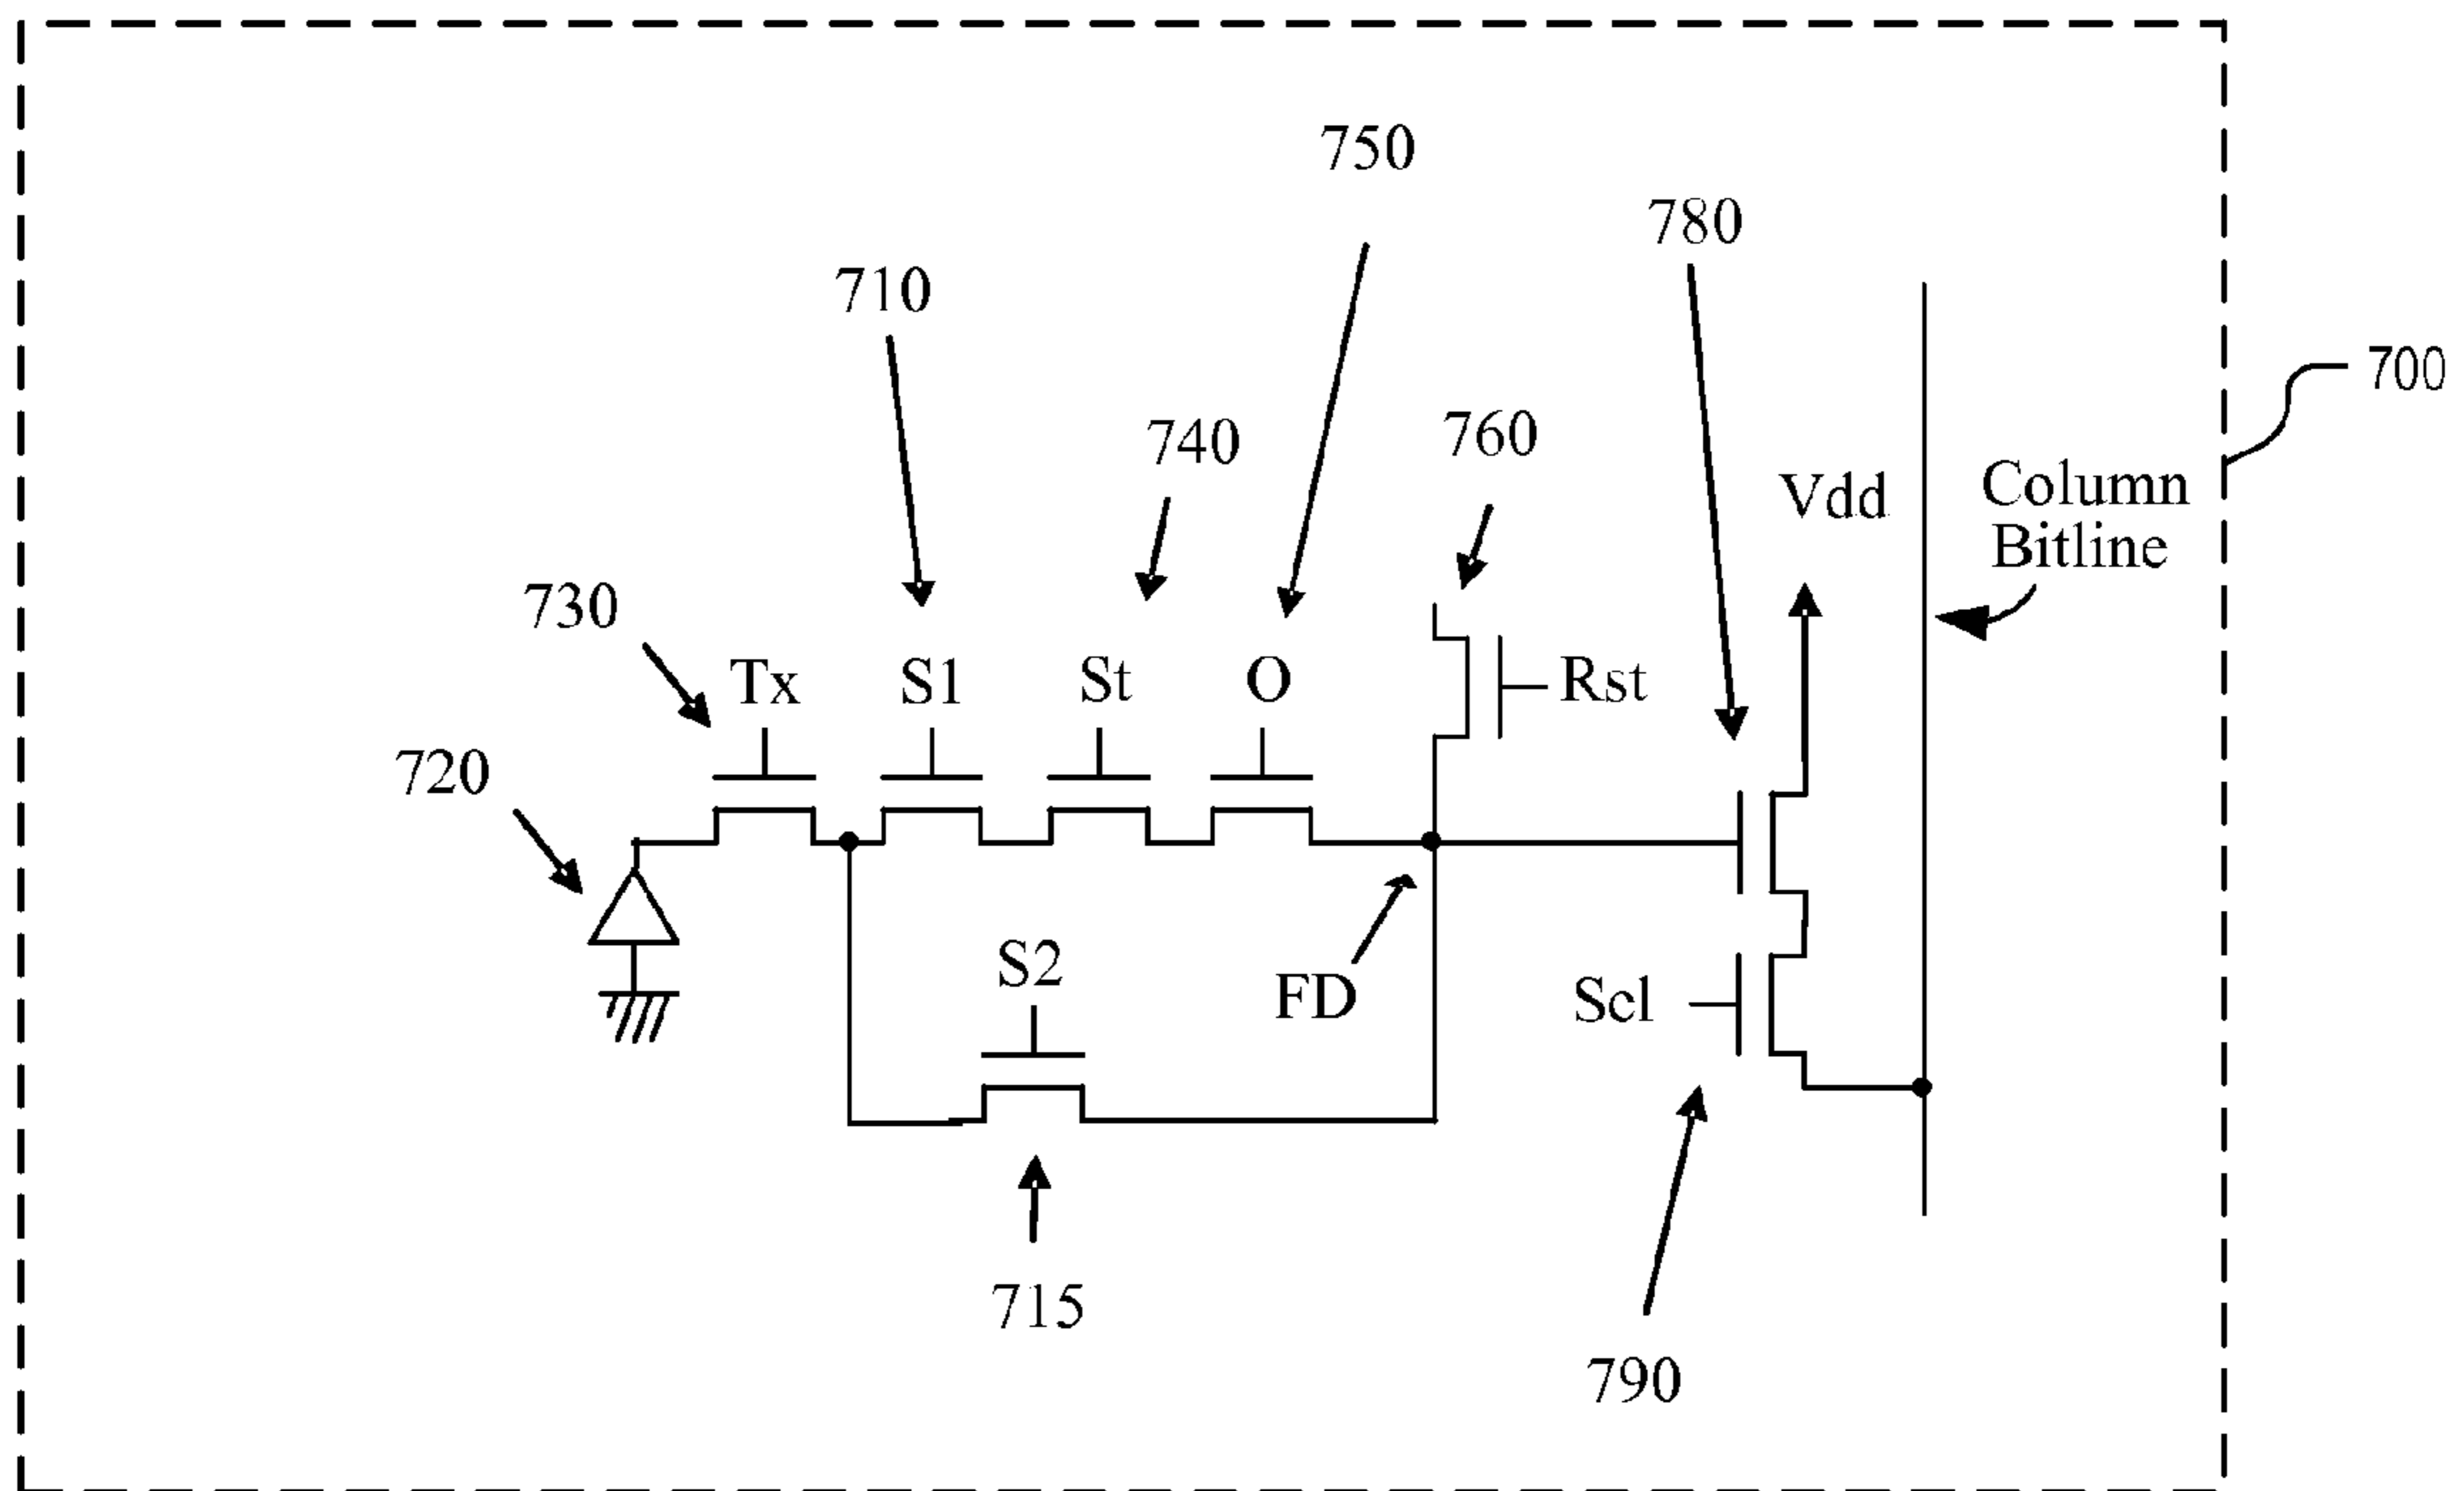 750
780
710
700
740
760
Vdd
Column
Bitline
730
Tx
S1
St
O
Rst
720
S2
FD
Scl
715
790